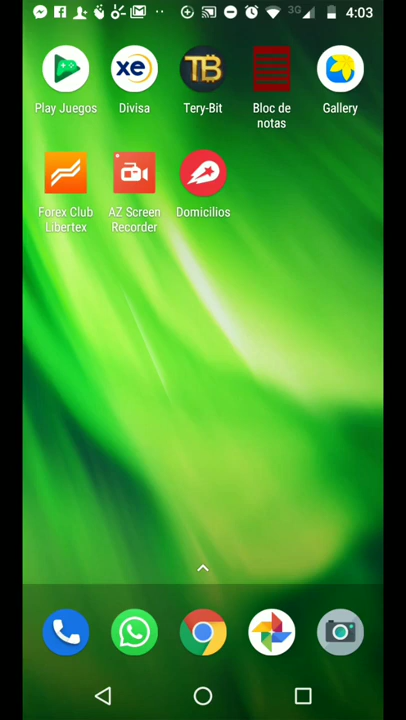 3G 4:03
Play Juegos
xe
Divisa
TB
Tery-Bit
Bloc de
notas
Gallery
Forex Club
Libertex
AZ Screen
Recorder
Domicilios